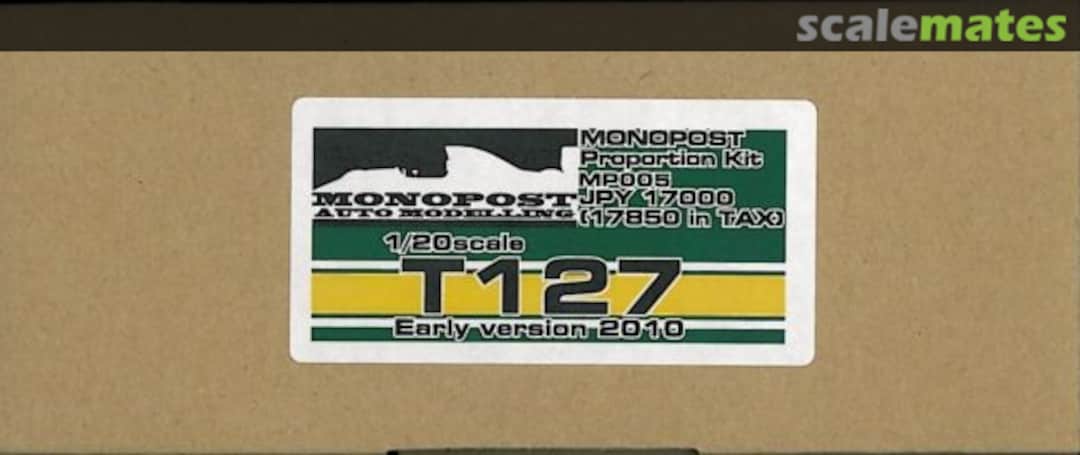 scalemates
MONOPOST
Proportion Kit
MP005
JPY 17000
(17850 in TAX)
MONOPOST
AUTO MODELLING
1/20scale
T127
Early version 2010